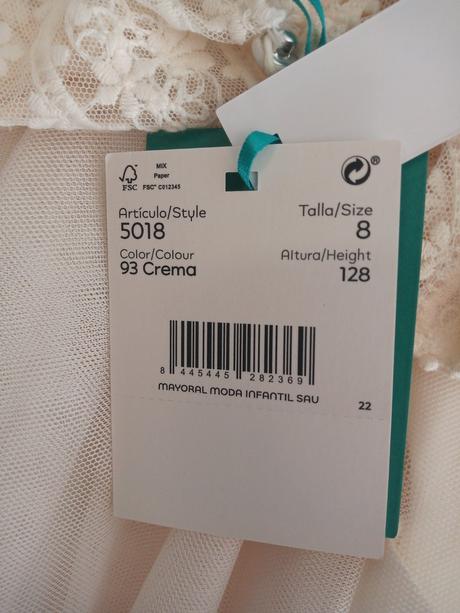 MIX
Paper
FSC® C012345
FSC
®
Artículo/Style
5018
Talla/Size
8
Color/Colour
93 Crema
Altura/Height
128
8 445445 282369
MAYORAL MODA INFANTIL SAU
22